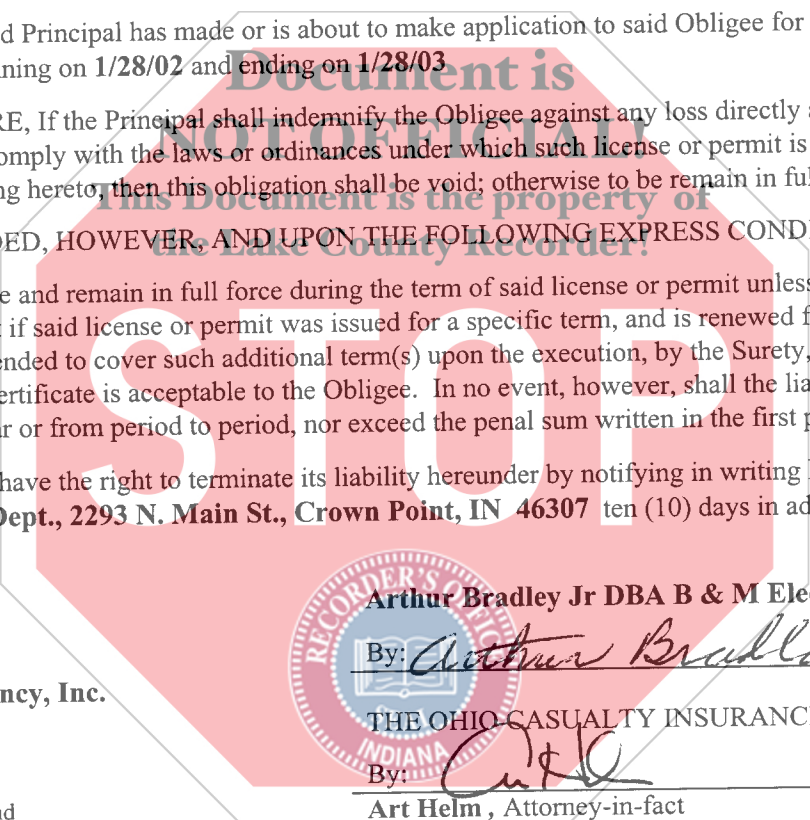 d Principal has made or is about to make application to said Obligee for
ning on 1/28/02 and ending on 1/28/03
Document is
RE, If the Principal shall indemnify the Obligee against any loss directly
NOT OFFICIAL!
omply with the laws or ordinances under which such license or permit is
ng hereto, then this obligation shall be void; otherwise to be remain in ful
This Document is the property of
DED, HOWEVER, AND UPON THE FOLLOWING EXPRESS COND
the Lake County Recorder!
e and remain in full force during the term of said license or permit unless
if said license or permit was issued for a specific term, and is renewed f
ended to cover such additional term(s) upon the execution, by the Surety,
ertificate is acceptable to the Obligee. In no event, however, shall the lia
ar or from period to period, nor exceed the penal sum written in the first p
STOP
have the right to terminate its liability hereunder by notifying in writing
Dept., 2293 N. Main St., Crown Point, IN 46307 ten (10) days in ad
RECORDER'S OFFICE
Arthur Bradley Jr DBA B & M Ele
By: Arthur Bradle
ncy, Inc.
THE OHIO CASUALTY INSURANC
INDIANA
By:
Art Helm , Attorney-in-fact
nd